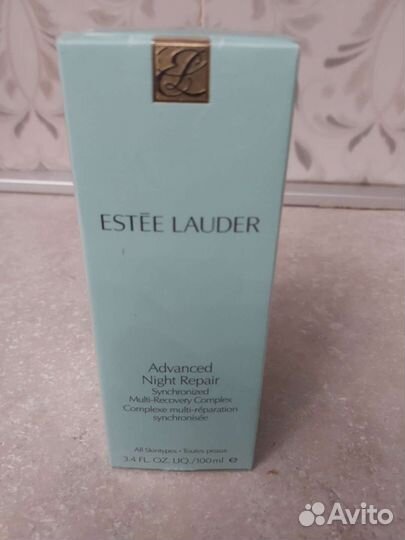 EL
ESTĒE LAUDER
Advanced
Night Repair
Synchronized
Multi-Recovery Complex
Complexe multi-réparation
synchronisée
All Skintypes • Toutes peaux
3.4 FL. OZ. LIQ./100ml e
Avito